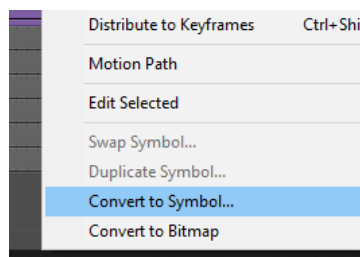 Distribute to Keyframes Ctrl+Shi
Motion Path
Edit Selected
Swap Symbol...
Duplicate Symbol...
Convert to Symbol...
Convert to Bitmap